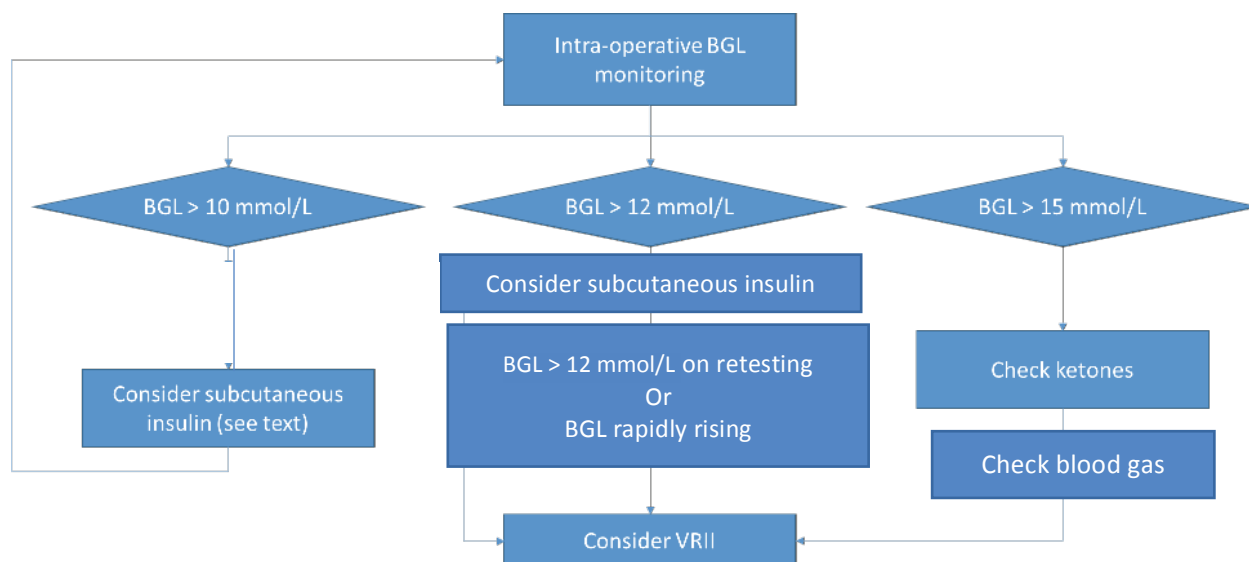 Intra-operative BGL
monitoring
BGL > 10 mmol/L
BGL > 12 mmol/L
BGL > 15 mmol/L
Consider subcutaneous insulin
Consider subcutaneous
insulin (see text)
BGL > 12 mmol/L on retesting
Or
BGL rapidly rising
Check ketones
Check blood gas
Consider VRII